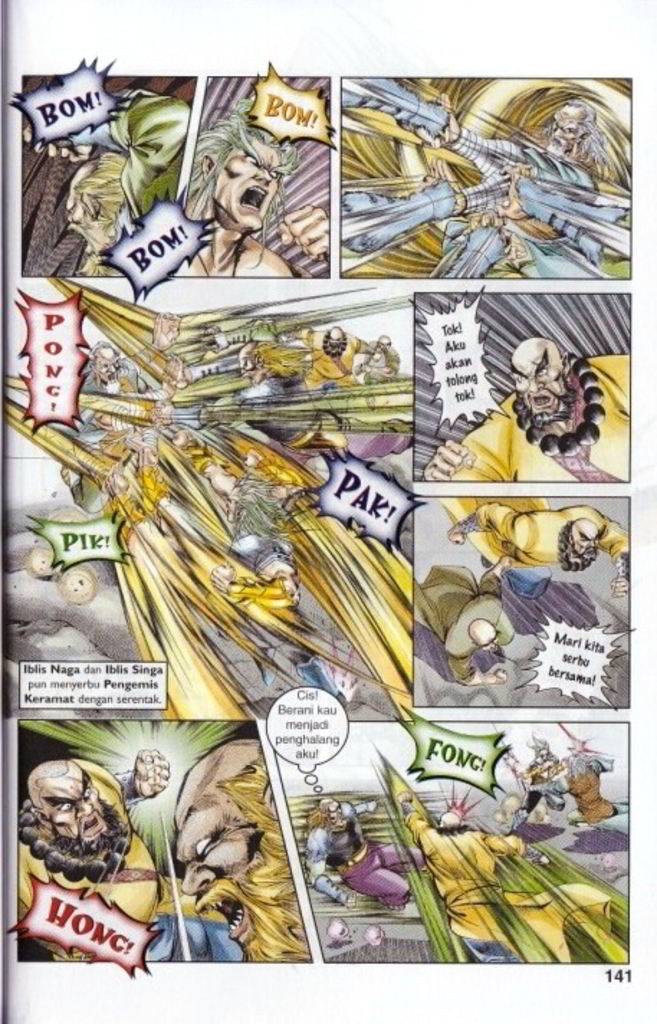 BOM!
BOM!
BOM!
PONG!
Tok!
Aku
akan
tolong
tok!
PAK!
PIK!
Mari kita
serbu
bersama!
Iblis Naga dan Iblis Singa
pun menyerbu Pengemis
Keramat dengan serentak.
Cis!
Berani kau
menjadi
penghalang
aku!
FONG!
HONG!
141